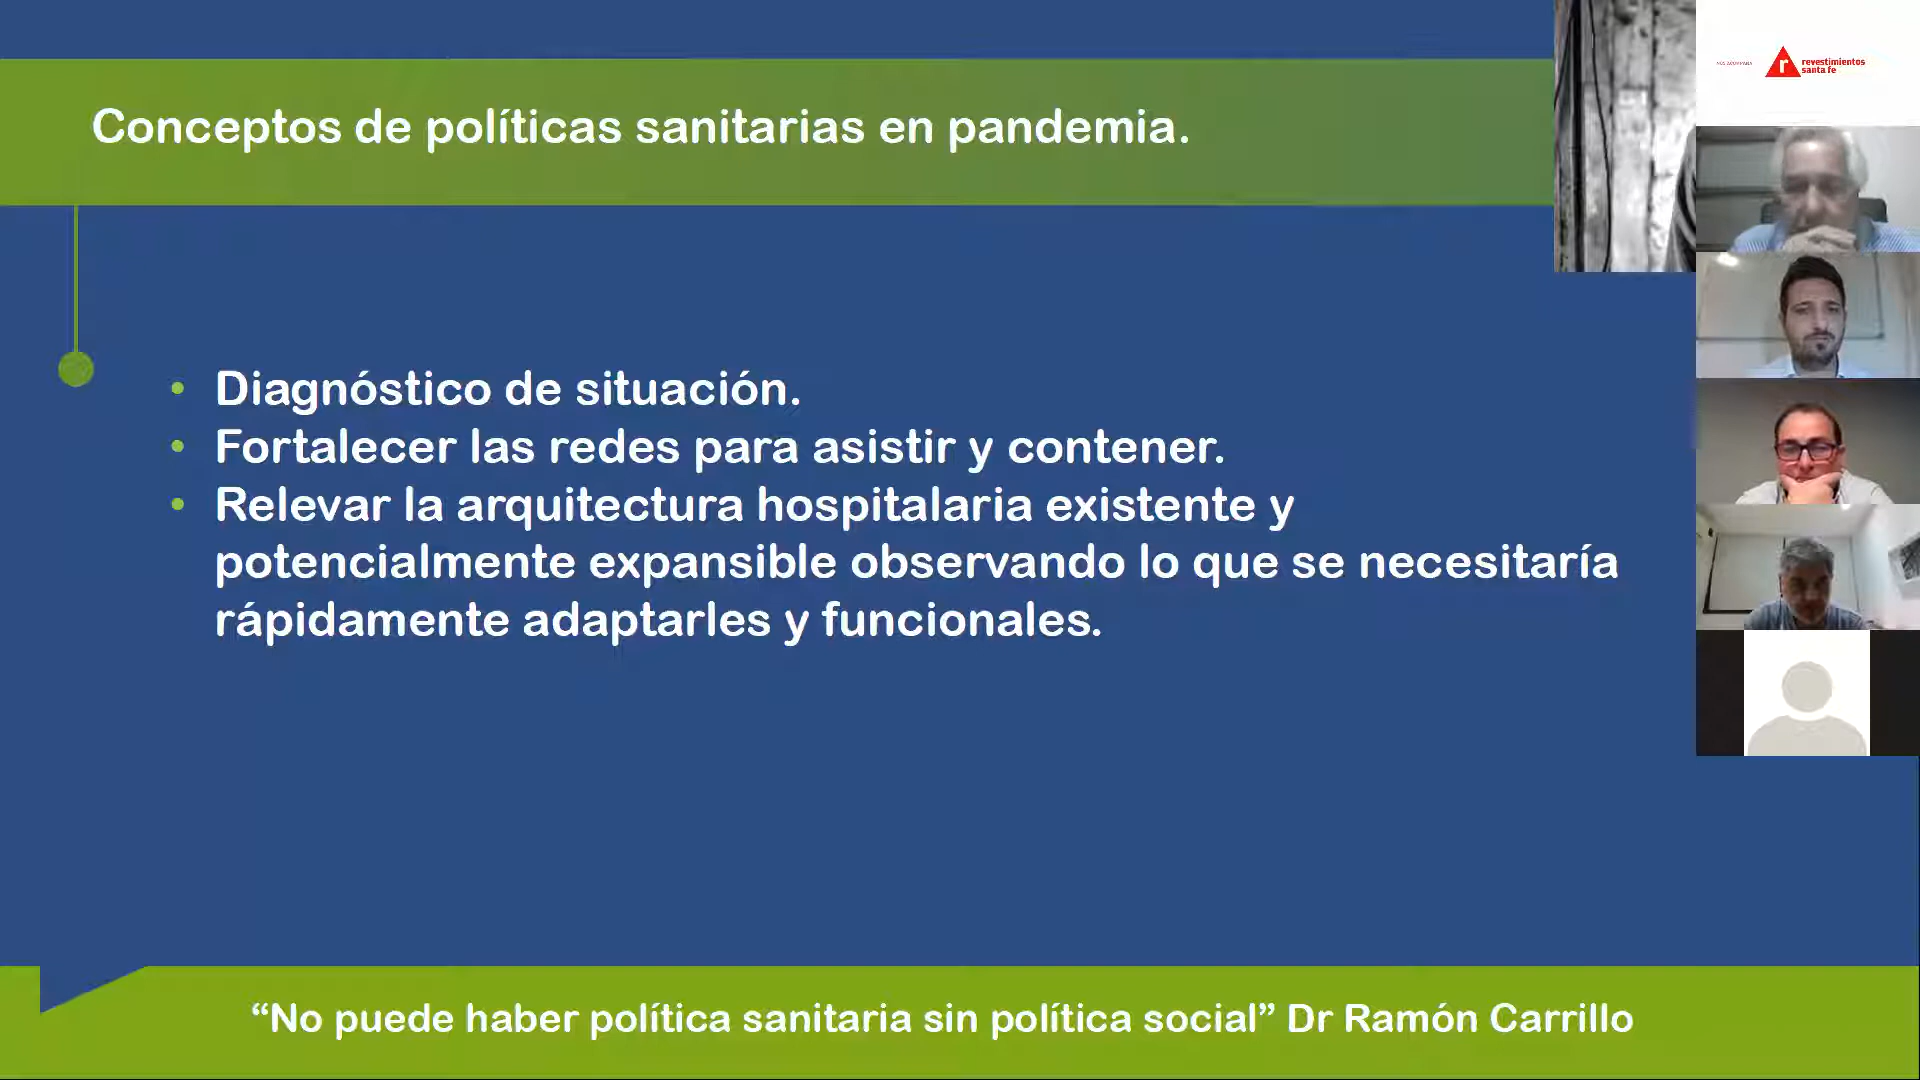 Conceptos de políticas sanitarias en pandemia.
• Diagnóstico de situación.
• Fortalecer las redes para asistir y contener.
• Relevar la arquitectura hospitalaria existente y
potencialmente expansible observando lo que se necesitaría
rápidamente adaptarles y funcionales.
“No puede haber política sanitaria sin política social” Dr Ramón Carrillo
NOS ACOMPAÑA
r revestimientos
santa fe